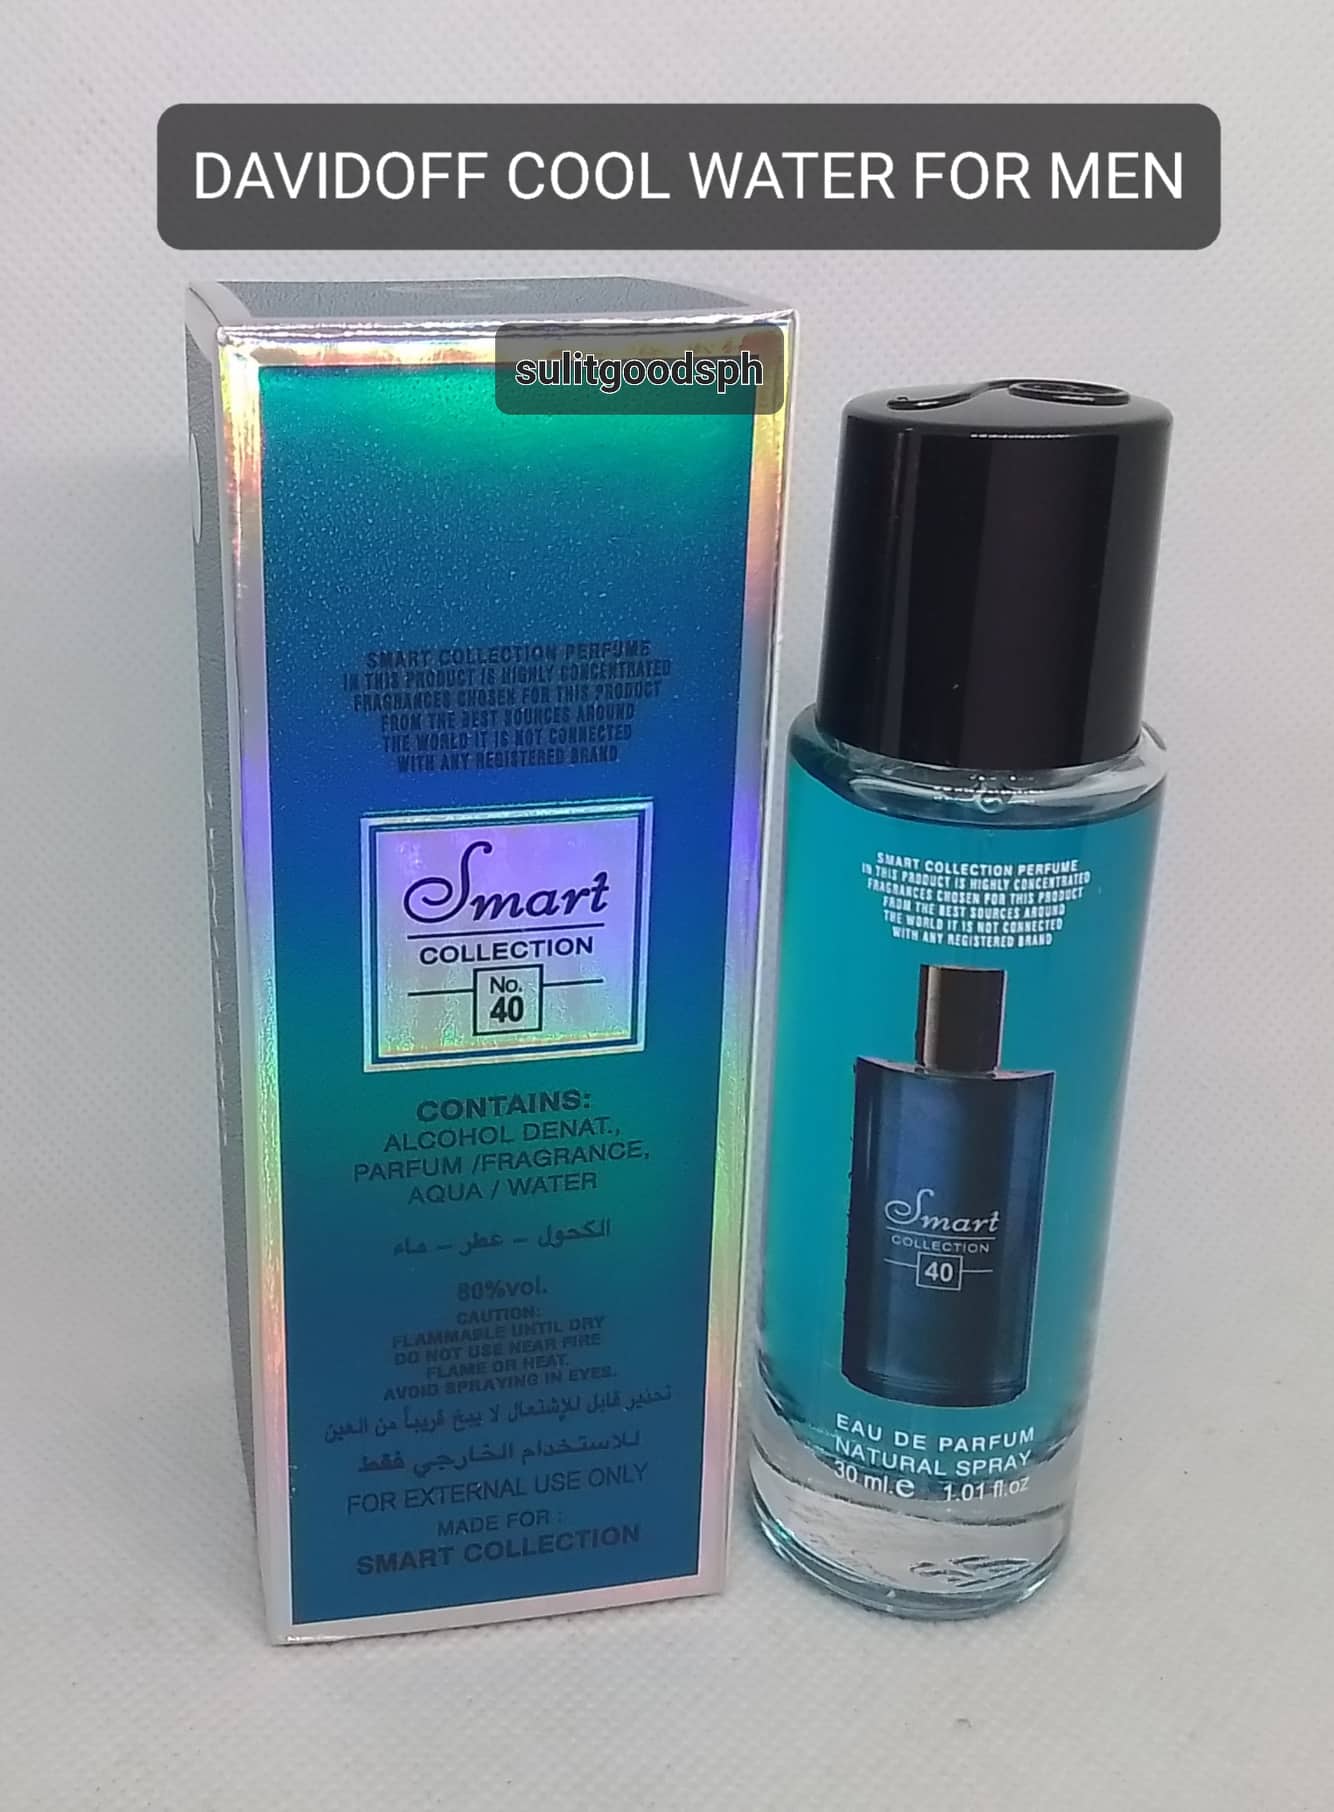 DAVIDOFF COOL WATER FOR MEN
sulitgoodsph
SMART COLLECTION PERFUME
IN THIS PRODUCT IS HIGHLY CONCENTRATED
FRAGRANCES CHOSEN FOR THIS PRODUCT
FROM THE BEST SOURCES AROUND
THE WORLD IT IS NOT CONNECTED
WITH ANY REGISTERED BRAND
Smart
COLLECTION
No.
40
CONTAINS:
ALCOHOL DENAT.,
PARFUM /FRAGRANCE,
AQUA / WATER
الكحول - عطر - ماء
80%vol.
CAUTION:
FLAMMABLE UNTIL DRY
DO NOT USE NEAR FIRE
FLAME OR HEAT.
AVOID SPRAYING IN EYES.
تحذير قابل للإشتعال لا يبخ قريباً من العين
للاستخدام الخارجي فقط
FOR EXTERNAL USE ONLY
MADE FOR :
SMART COLLECTION
SMART COLLECTION PERFUME
IN THIS PRODUCT IS HIGHLY CONCENTRATED
FRAGRANCES CHOSEN FOR THIS PRODUCT
FROM THE BEST SOURCES AROUND
THE WORLD IT IS NOT CONNECTED
WITH ANY REGISTERED BRAND
Smart
COLLECTION
40
EAU DE PARFUM
NATURAL SPRAY
30 ml.e 1.01 fl.oz